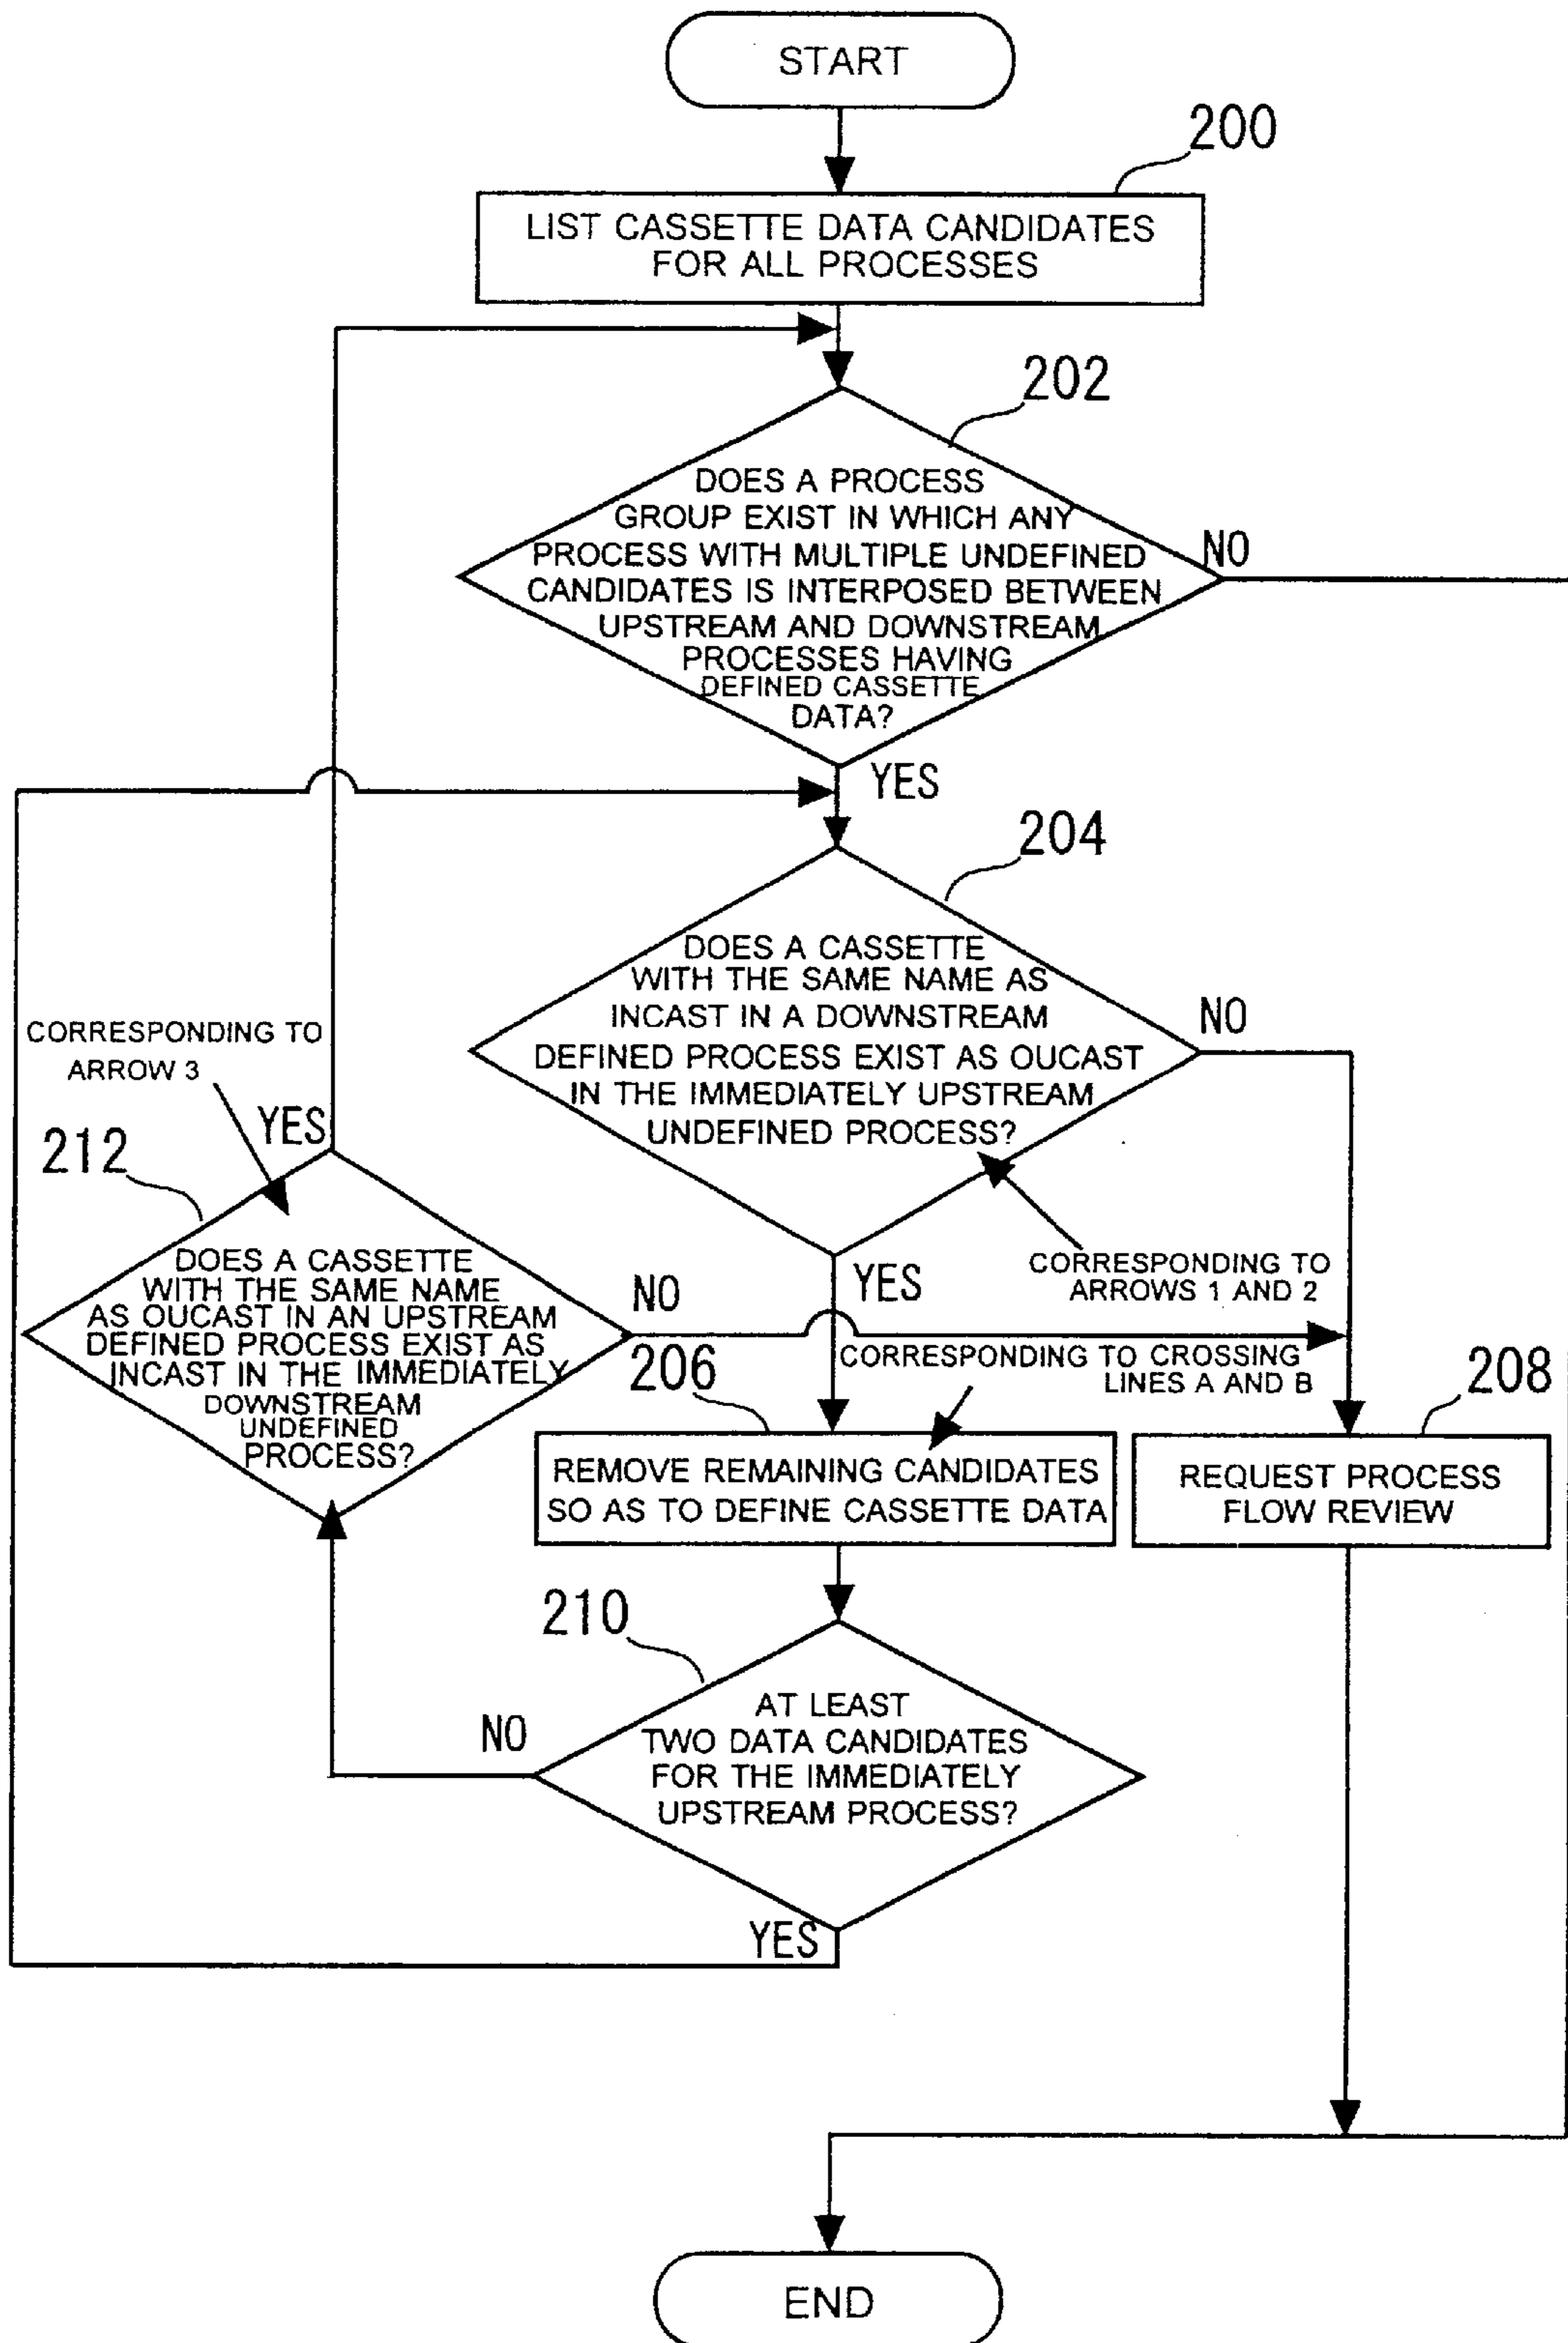 START
200
LIST CASSETTE DATA CANDIDATES
FOR ALL PROCESSES
202
DOES A PROCESS
GROUP EXIST IN WHICH ANY
PROCESS WITH MULTIPLE UNDEFINED
CANDIDATES IS INTERPOSED BETWEEN
UPSTREAM AND DOWNSTREAM
PROCESSES HAVING
DEFINED CASSETTE
DATA?
NO
YES
204
DOES A CASSETTE
WITH THE SAME NAME AS
INCAST IN A DOWNSTREAM
DEFINED PROCESS EXIST AS OUCAST
IN THE IMMEDIATELY UPSTREAM
UNDEFINED PROCESS?
NO
YES
CORRESPONDING TO
ARROWS 1 AND 2
CORRESPONDING TO
ARROW 3
YES
212
DOES A CASSETTE
WITH THE SAME NAME
AS OUCAST IN AN UPSTREAM
DEFINED PROCESS EXIST AS
INCAST IN THE IMMEDIATELY
DOWNSTREAM
UNDEFINED
PROCESS?
NO
206
CORRESPONDING TO CROSSING
LINES A AND B
208
REMOVE REMAINING CANDIDATES
SO AS TO DEFINE CASSETTE DATA
REQUEST PROCESS
FLOW REVIEW
210
AT LEAST
TWO DATA CANDIDATES
FOR THE IMMEDIATELY
UPSTREAM PROCESS?
NO
YES
END